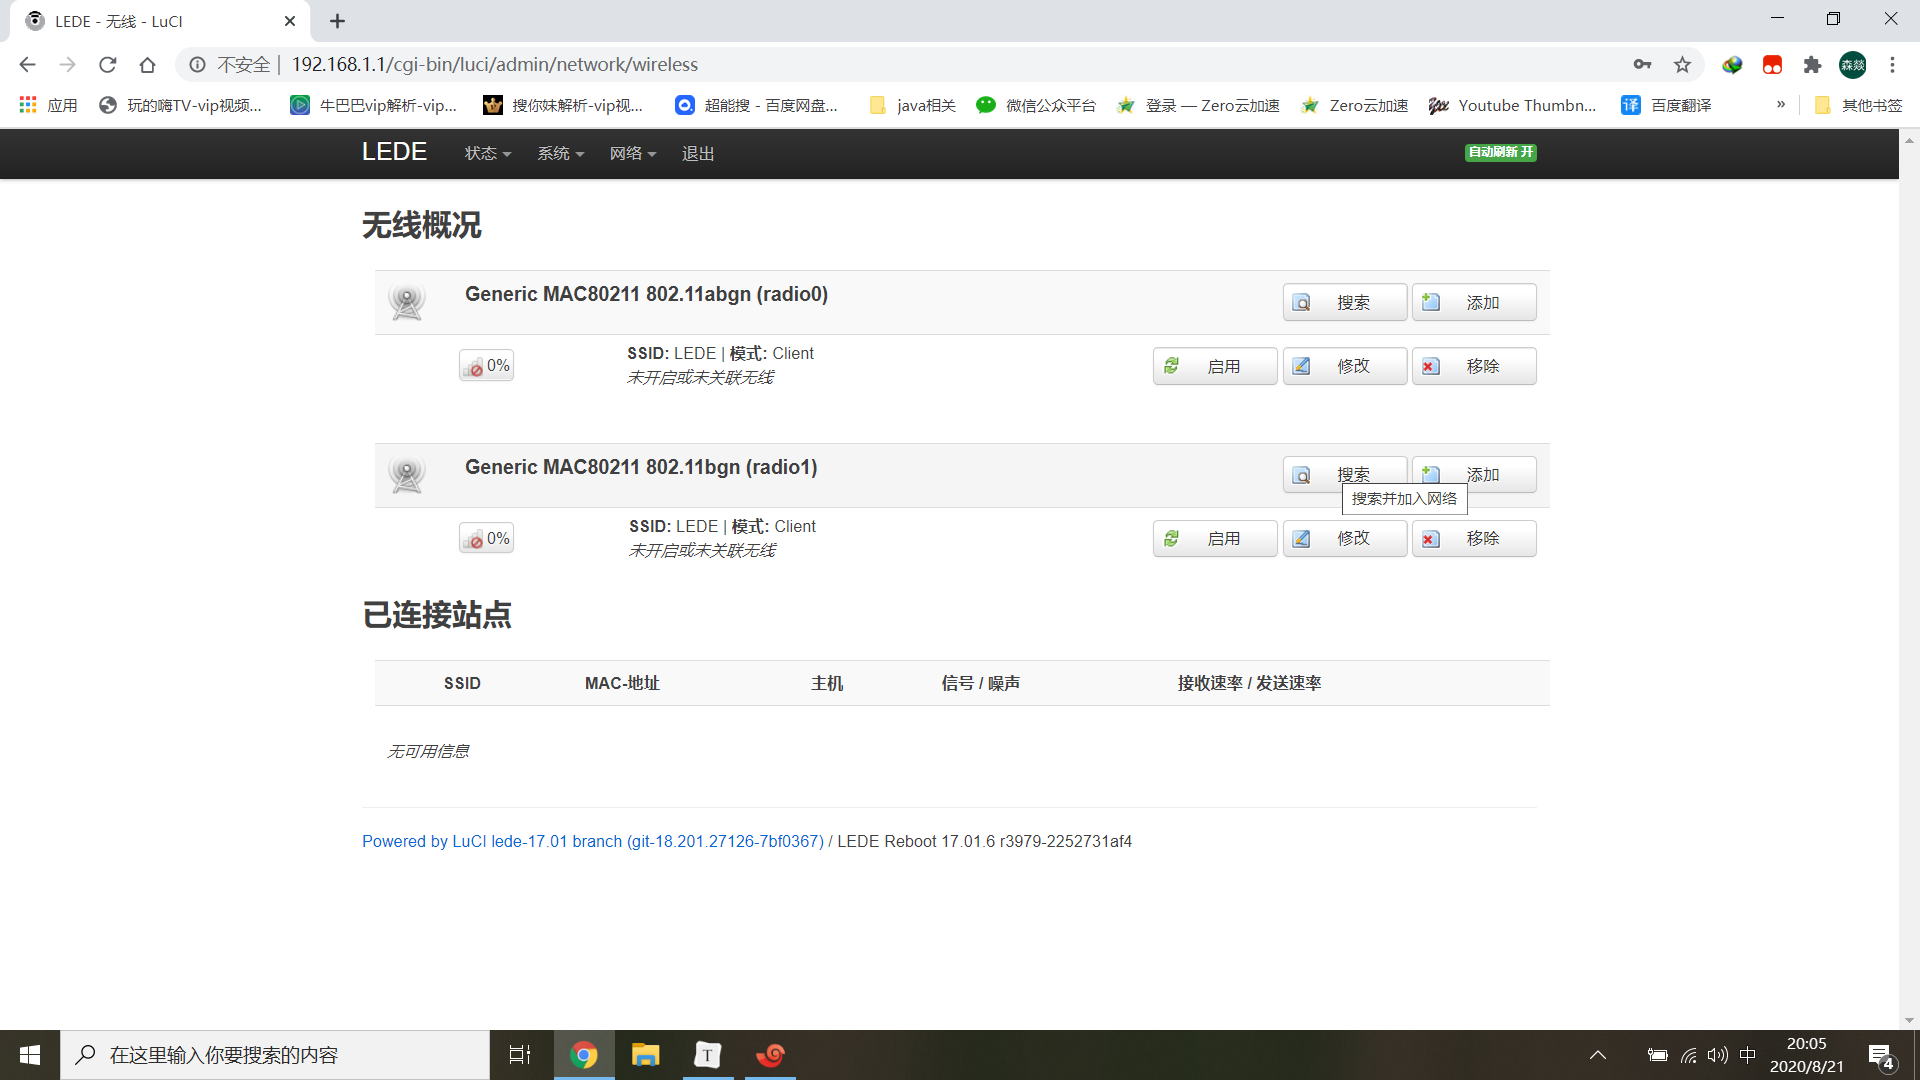 LEDE - 无线 - LuCI
不安全 | 192.168.1.1/cgi-bin/luci/admin/network/wireless
森燚
应用 玩的嗨TV-vip视频... 牛巴巴vip解析-vip... 搜你妹解析-vip视... 超能搜 - 百度网盘... java相关 微信公众平台 登录 — Zero云加速 Zero云加速 Youtube Thumbn... 译 百度翻译 » 其他书签
LEDE 状态 系统 网络 退出 自动刷新 开
无线概况
Generic MAC80211 802.11abgn (radio0) 搜索 添加
0% SSID: LEDE | 模式: Client 启用 修改 移除
未开启或未关联无线
Generic MAC80211 802.11bgn (radio1) 搜索 添加
搜索并加入网络
0% SSID: LEDE | 模式: Client 启用 修改 移除
未开启或未关联无线
已连接站点
SSID MAC-地址 主机 信号 / 噪声 接收速率 / 发送速率
无可用信息
Powered by LuCI lede-17.01 branch (git-18.201.27126-7bf0367) / LEDE Reboot 17.01.6 r3979-2252731af4
在这里输入你要搜索的内容
T
中
20:05
2020/8/21
4